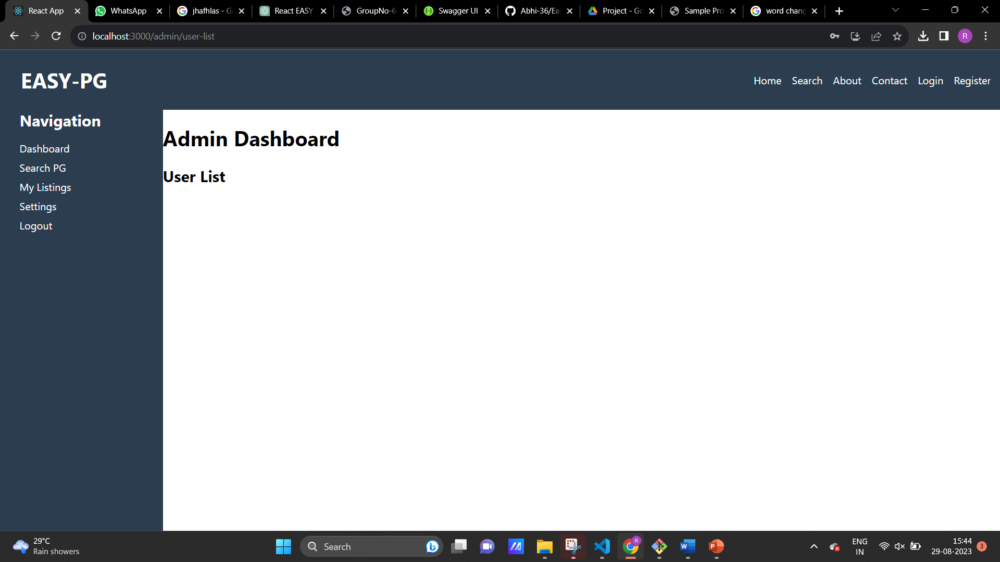 React App
WhatsApp
jhafhlas - G
React EASY-
GroupNo-6-
Swagger UI
Abhi-36/Eas
Project - Go
Sample Pro
word chang
localhost:3000/admin/user-list
R
EASY-PG
Home Search About Contact Login Register
Navigation
Dashboard
Search PG
My Listings
Settings
Logout
Admin Dashboard
User List
29°C
Rain showers
Search
R
ENG
IN
15:44
29-08-2023
3